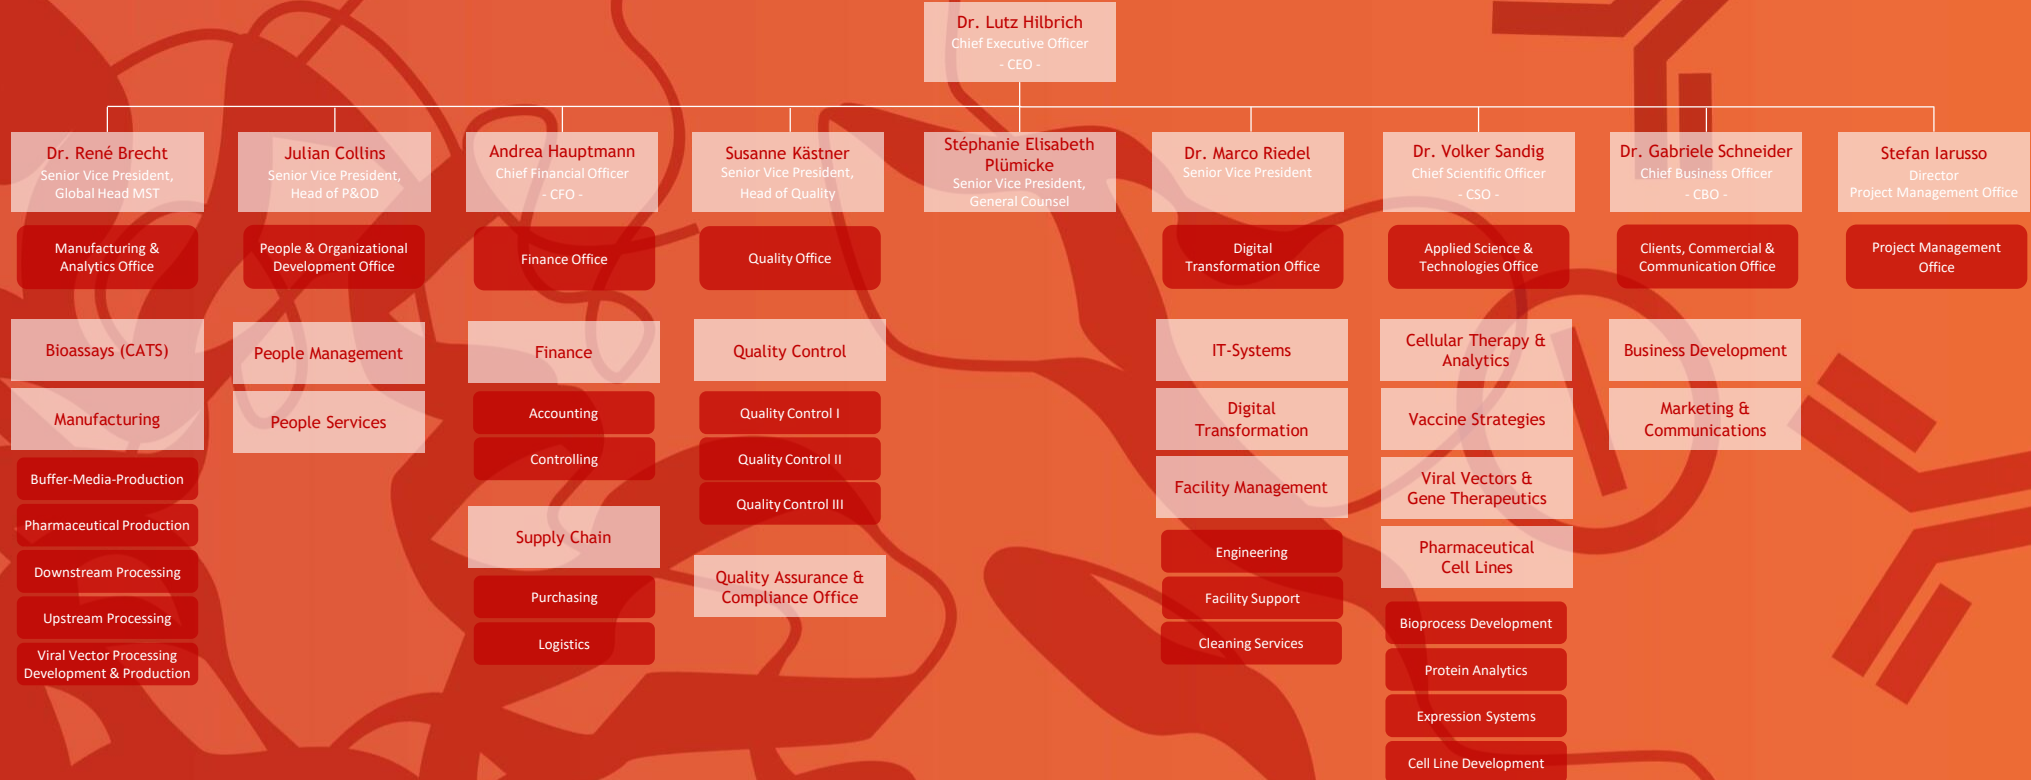 Dr. Lutz Hilbrich
Chief Executive Officer
- CEO -
Dr. René Brecht
Senior Vice President,
Global Head MST
Julian Collins
Senior Vice President,
Head of P&OD
Andrea Hauptmann
Chief Financial Officer
- CFO -
Susanne Kästner
Senior Vice President,
Head of Quality
Stéphanie Elisabeth
Plümicke
Senior Vice President,
General Counsel
Dr. Marco Riedel
Senior Vice President
Dr. Volker Sandig
Chief Scientific Officer
- CSO -
Dr. Gabriele Schneider
Chief Business Officer
- CBO -
Stefan Iarusso
Director
Project Management Office
Manufacturing &
Analytics Office
People & Organizational
Development Office
Finance Office
Quality Office
Digital
Transformation Office
Applied Science &
Technologies Office
Clients, Commercial &
Communication Office
Project Management
Office
Bioassays (CATS)
Manufacturing
Buffer-Media-Production
Pharmaceutical Production
Downstream Processing
Upstream Processing
Viral Vector Processing
Development & Production
People Management
People Services
Finance
Accounting
Controlling
Supply Chain
Purchasing
Logistics
Quality Control
Quality Control I
Quality Control II
Quality Control III
Quality Assurance &
Compliance Office
IT-Systems
Digital
Transformation
Facility Management
Engineering
Facility Support
Cleaning Services
Cellular Therapy &
Analytics
Vaccine Strategies
Viral Vectors &
Gene Therapeutics
Pharmaceutical
Cell Lines
Bioprocess Development
Protein Analytics
Expression Systems
Cell Line Development
Business Development
Marketing &
Communications